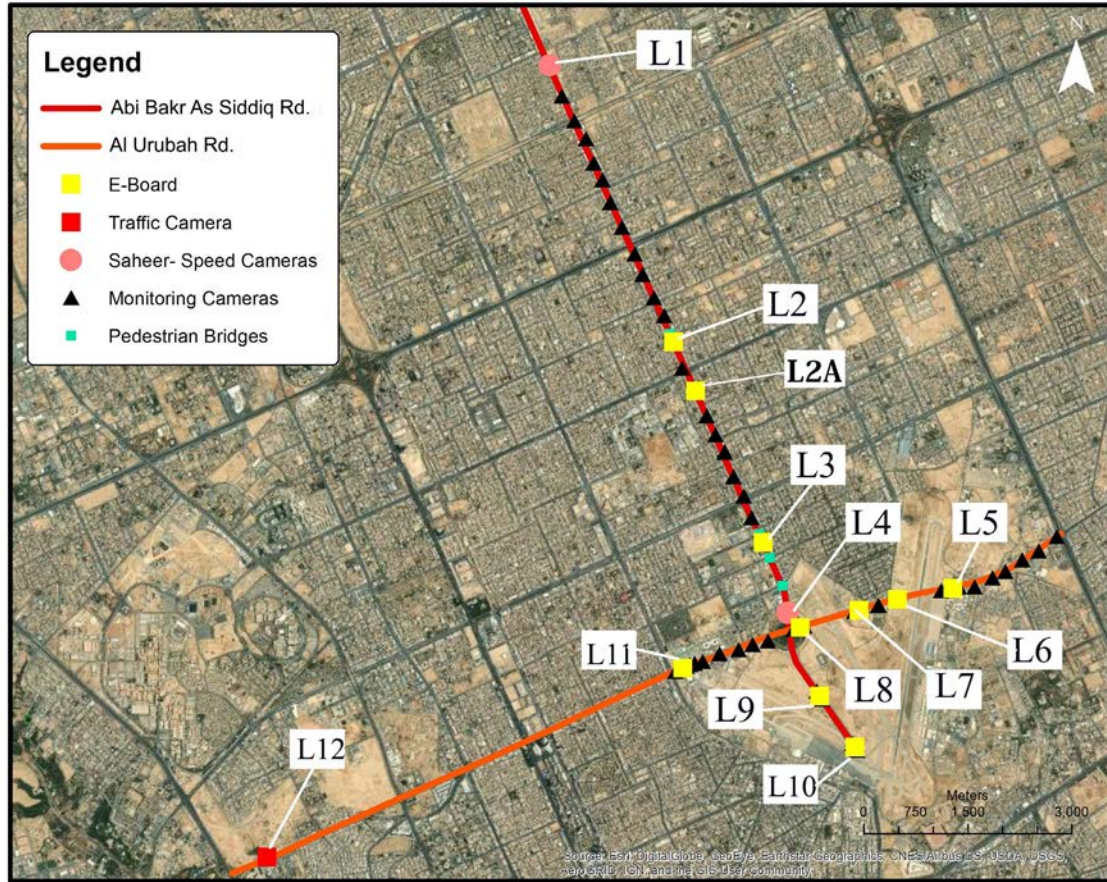 Legend
Abi Bakr As Siddiq Rd.
Al Urubah Rd.
E-Board
Traffic Camera
Saheer- Speed Cameras
Monitoring Cameras
Pedestrian Bridges
N
L1
L2
L2A
L3
L4
L5
L6
L7
L8
L9
L10
L11
L12
Meters
0 750 1,500 3,000
Source: Esri, DigitalGlobe, GeoEye, Earthstar Geographics, CNES/Airbus DS, USDA, USGS,
AeroGRID, IGN, and the GIS User Community